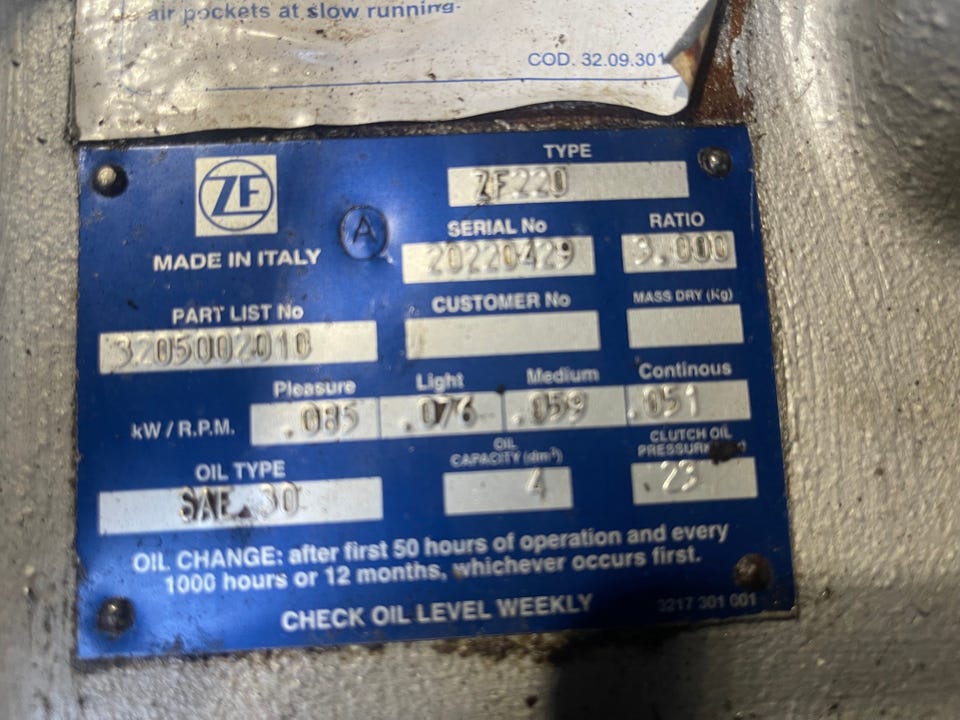 air pockets at slow running.
COD. 32.09.301
ZF
TYPE
ZF220
A
MADE IN ITALY
SERIAL No
20220429
RATIO
3.000
PART LIST No
3205002010
CUSTOMER No
MASS DRY (Kg)
kW / R.P.M.
Pleasure Light Medium Continous
.085 .076 .059 .051
OIL TYPE
SAE 30
OIL
CAPACITY (dm³)
4
CLUTCH OIL
PRESSURE
23
OIL CHANGE: after first 50 hours of operation and every
1000 hours or 12 months, whichever occurs first.
CHECK OIL LEVEL WEEKLY
3217 301 001